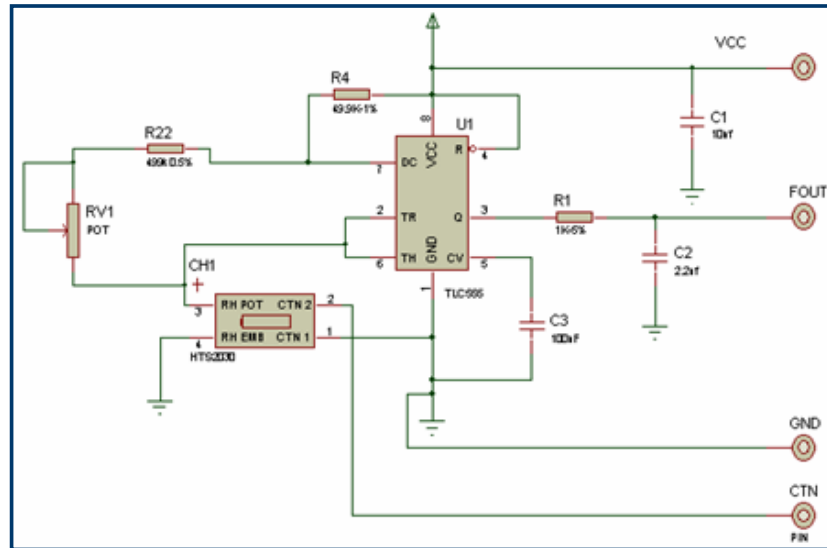 VCC
R4
49.9K-1%
R22
499K0.5%
RV1
POT
U1
8
VCC
R
4
7
DC
2
TR
Q
3
6
TH
GND
CV
5
1
TLC555
R1
1K-5%
C1
10nf
FOUT
C2
2.2nf
CH1
+
3
RH POT
CTN 2
2
4
RH EMB
CTN 1
1
HTS2030
C3
100nF
GND
CTN
PIN